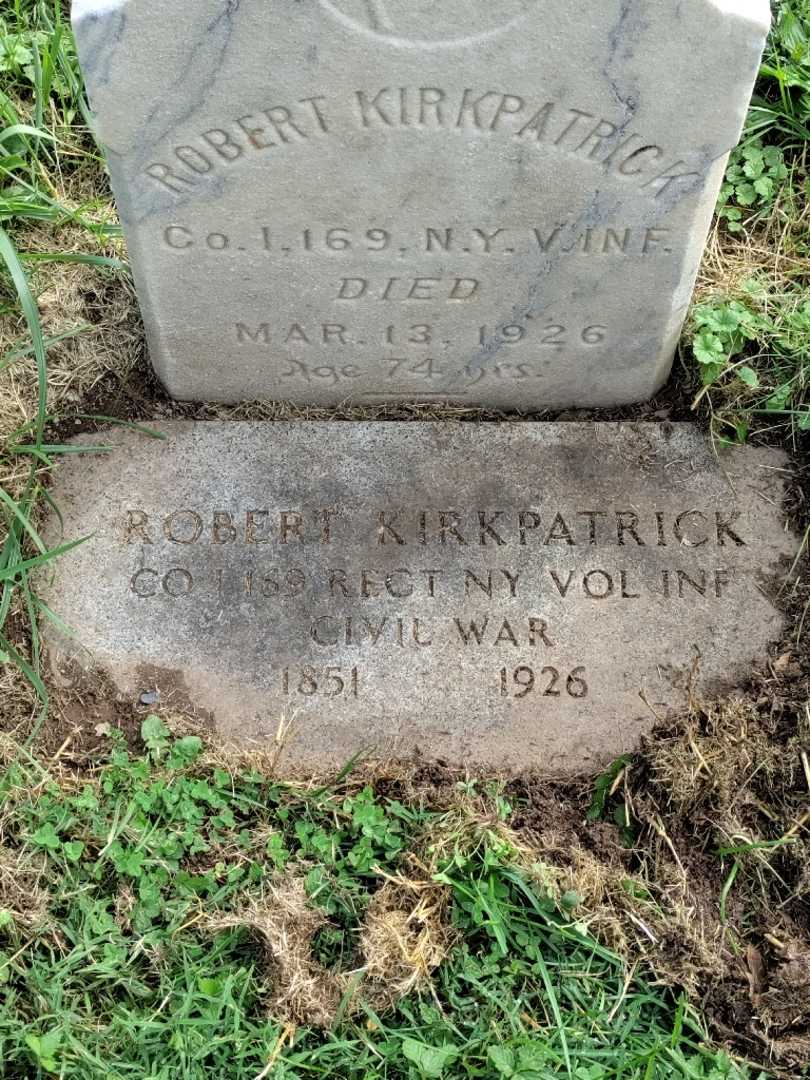 ROBERT KIRKPATRICK
Co. I, 169, N.Y. V. INF.
DIED
MAR. 13, 1926
Age 74 yrs.
ROBERT KIRKPATRICK
CO I 169 REGT NY VOL INF
CIVIL WAR
1851 1926